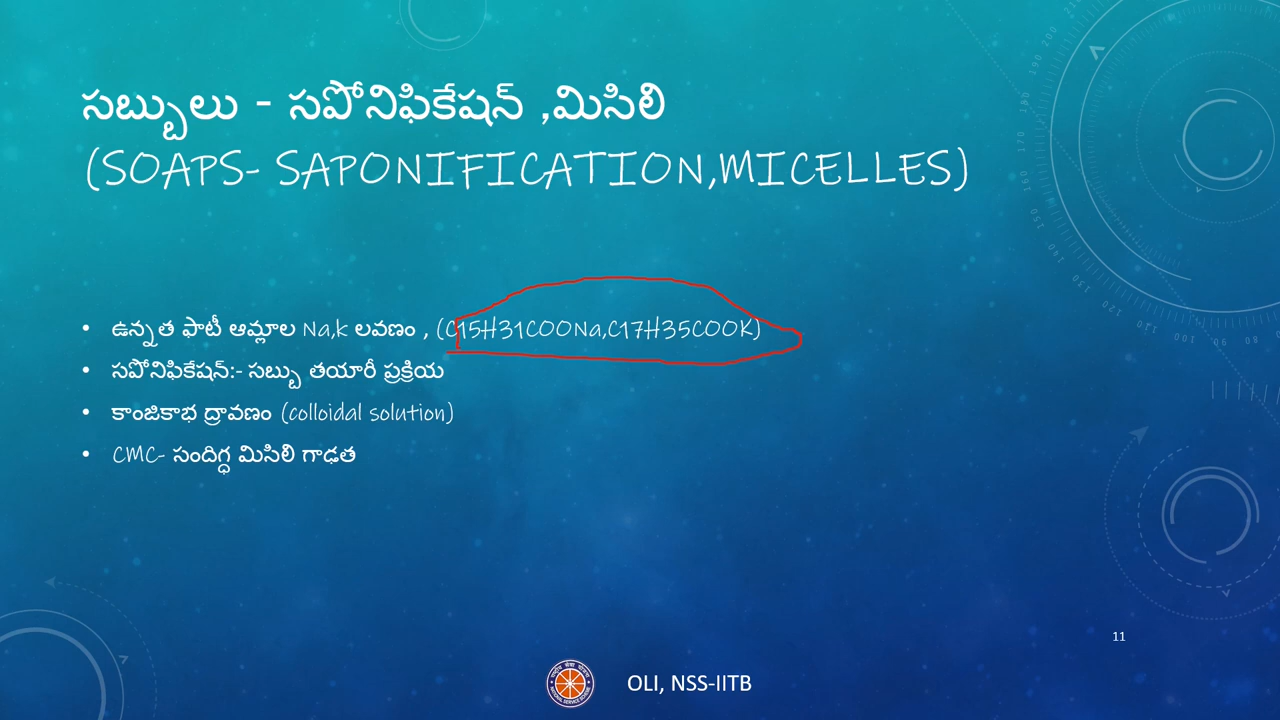 సబ్బులు - సపోనిఫికేషన్ ,మిసిలి
(SOAPS- SAPONIFICATION,MICELLES)
• ఉన్నత ఫాటీ ఆమ్లాల Na,k లవణం , (C15H31COONa,C17H35COOK)
• సపోనిఫికేషన్:- సబ్బు తయారీ ప్రక్రియ
• కాంజికాభ ద్రావణం (colloidal solution)
• CMC- సందిగ్ధ మిసిలి గాఢత
11
OLI, NSS-IITB